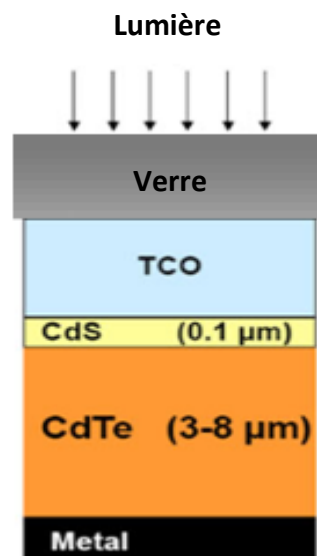 Lumière
Verre
TCO
CdS (0.1 µm)
CdTe (3-8 µm)
Metal